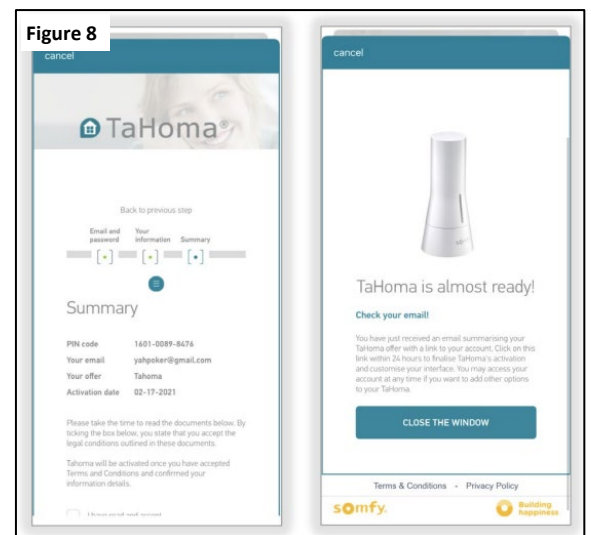 Figure 8
cancel
TaHoma®
Back to previous step
Email and password
Your information
Summary
Summary
PIN code 1601-0089-8476
Your email yahpoker@gmail.com
Your offer Tahoma
Activation date 02-17-2021
Please take the time to read the documents below. By
ticking the box below, you state that you accept the
legal conditions outlined in these documents.
Tahoma will be activated once you have accepted
Terms and Conditions and confirmed your
information details.
I have read and accept
cancel
TaHoma is almost ready!
Check your email!
You have just received an email summarising your
TaHoma offer with a link to your account, Click on this
link within 24 hours to finalise TaHoma's activation
and customise your interface. You may access your
account at any time if you want to add other options
to your TaHoma.
CLOSE THE WINDOW
Terms & Conditions - Privacy Policy
somfy.
Building
happiness